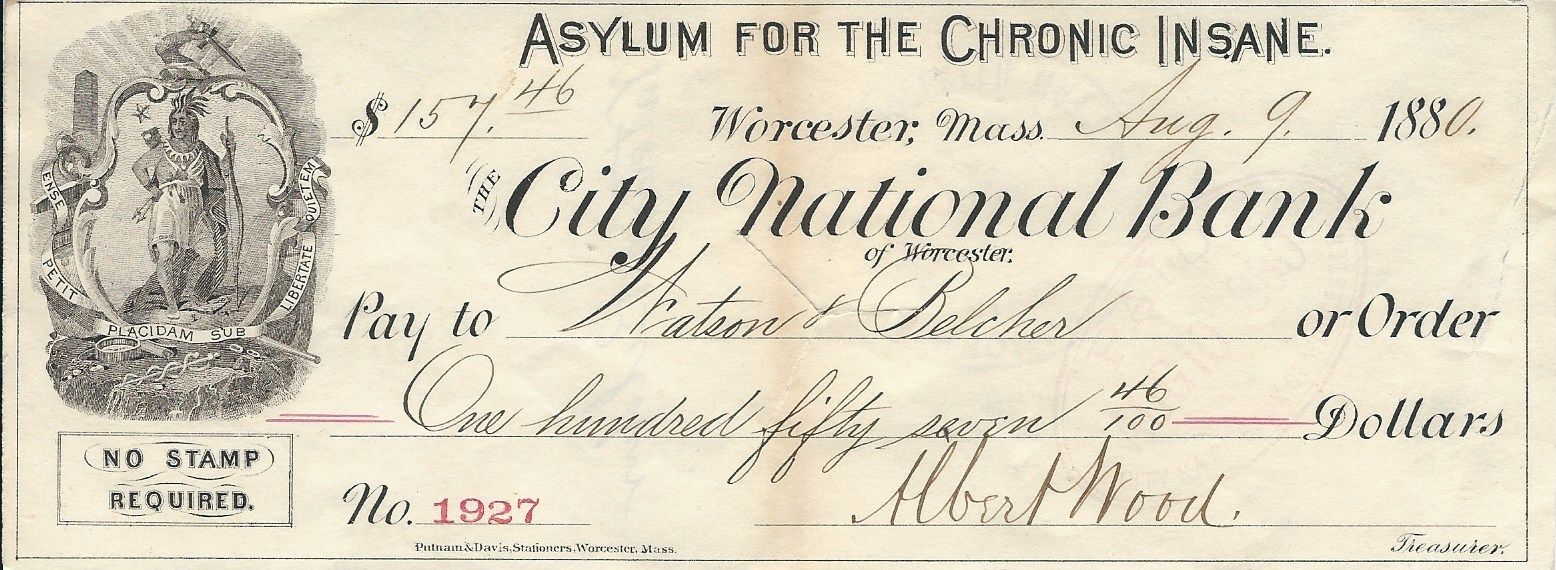 ASYLUM FOR THE CHRONIC INSANE.
$157.46
Worcester, Mass. Aug. 9. 1880.
THE City National Bank
of Worcester.
Pay to Watson & Belcher or Order
One hundred fifty seven 46/100 Dollars
No. 1927
Albert Wood.
Treasurer.
ENSE PETIT PLACIDAM SUB LIBERTATE QUIETEM
NO STAMP
REQUIRED.
Putnam & Davis, Stationers, Worcester, Mass.